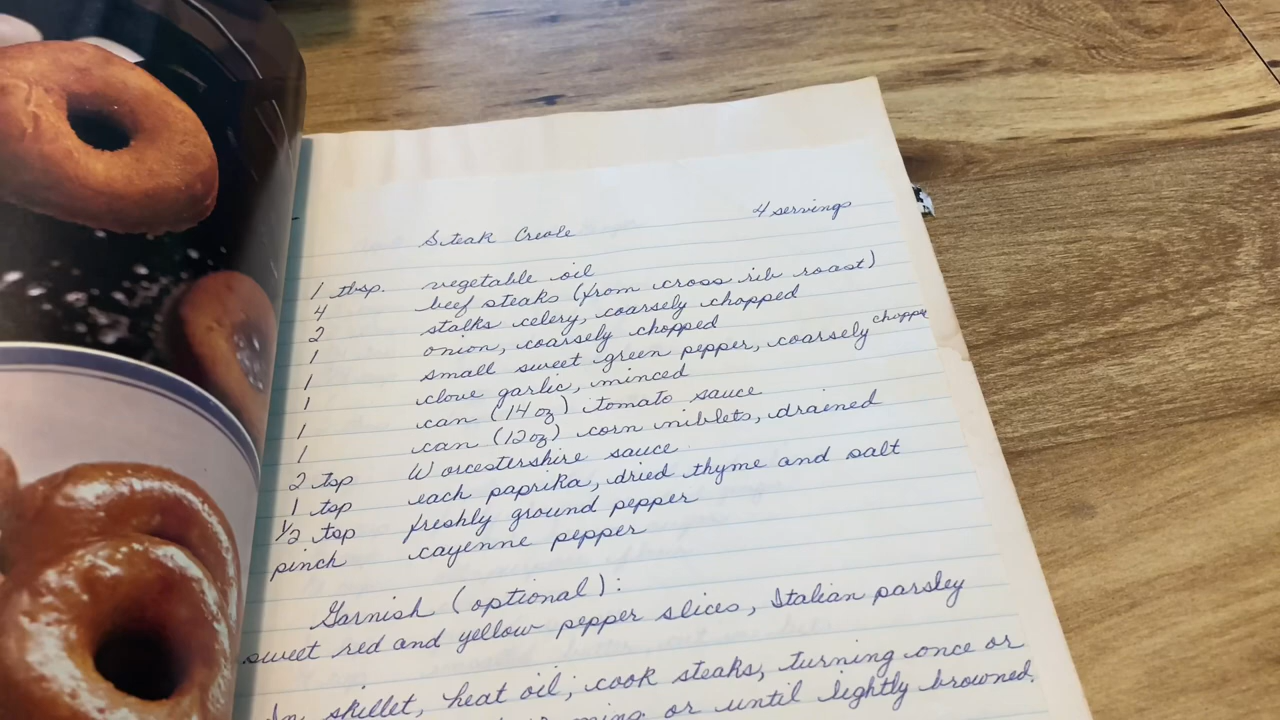 Steak Creole 4 servings
1 tbsp. vegetable oil
4 beef steaks (from cross rib roast)
2 stalks celery, coarsely chopped
1 onion, coarsely chopped
1 small sweet green pepper, coarsely chopped
1 clove garlic, minced
1 can (14 oz) tomato sauce
1 can (12 oz) corn niblets, drained
2 tsp Worcestershire sauce
1 tsp each paprika, dried thyme and salt
1/2 tsp freshly ground pepper
pinch cayenne pepper
Garnish (optional):
sweet red and yellow pepper slices, Italian parsley
In skillet, heat oil; cook steaks, turning once or
or until lightly browned.